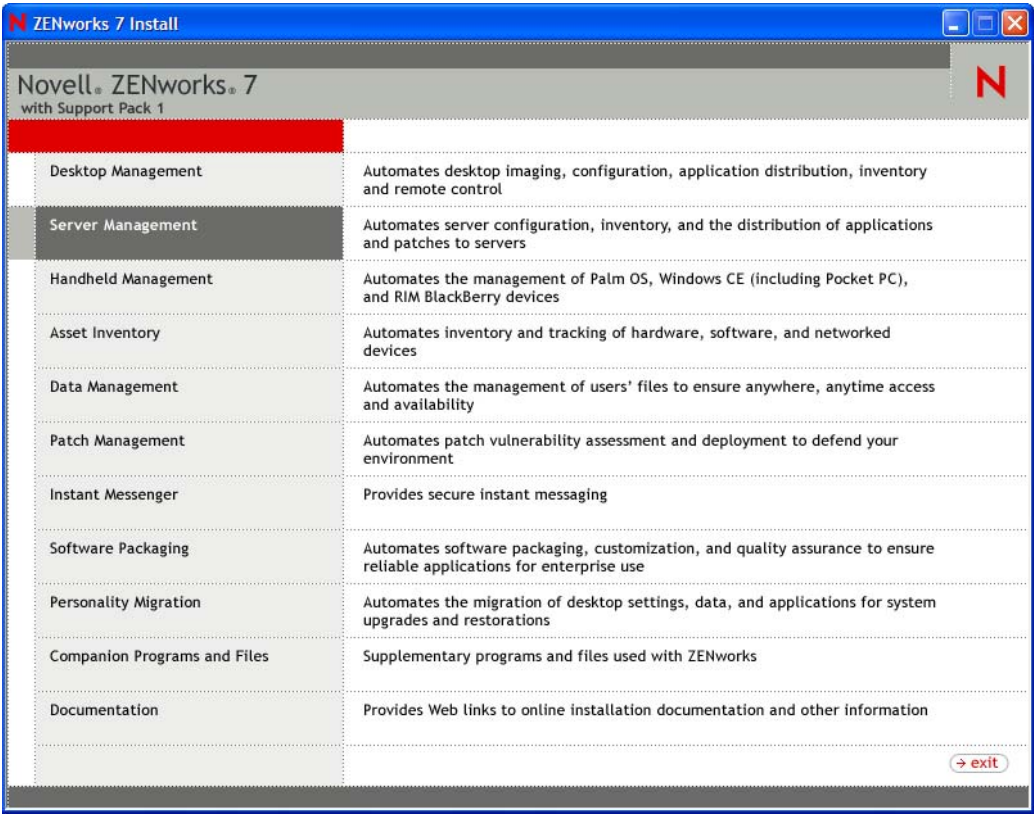 N ZENworks 7 Install
Novell® ZENworks® 7
with Support Pack 1
N
Desktop Management
Automates desktop imaging, configuration, application distribution, inventory
and remote control
Server Management
Automates server configuration, inventory, and the distribution of applications
and patches to servers
Handheld Management
Automates the management of Palm OS, Windows CE (including Pocket PC),
and RIM BlackBerry devices
Asset Inventory
Automates inventory and tracking of hardware, software, and networked
devices
Data Management
Automates the management of users’ files to ensure anywhere, anytime access
and availability
Patch Management
Automates patch vulnerability assessment and deployment to defend your
environment
Instant Messenger
Provides secure instant messaging
Software Packaging
Automates software packaging, customization, and quality assurance to ensure
reliable applications for enterprise use
Personality Migration
Automates the migration of desktop settings, data, and applications for system
upgrades and restorations
Companion Programs and Files
Supplementary programs and files used with ZENworks
Documentation
Provides Web links to online installation documentation and other information
→ exit